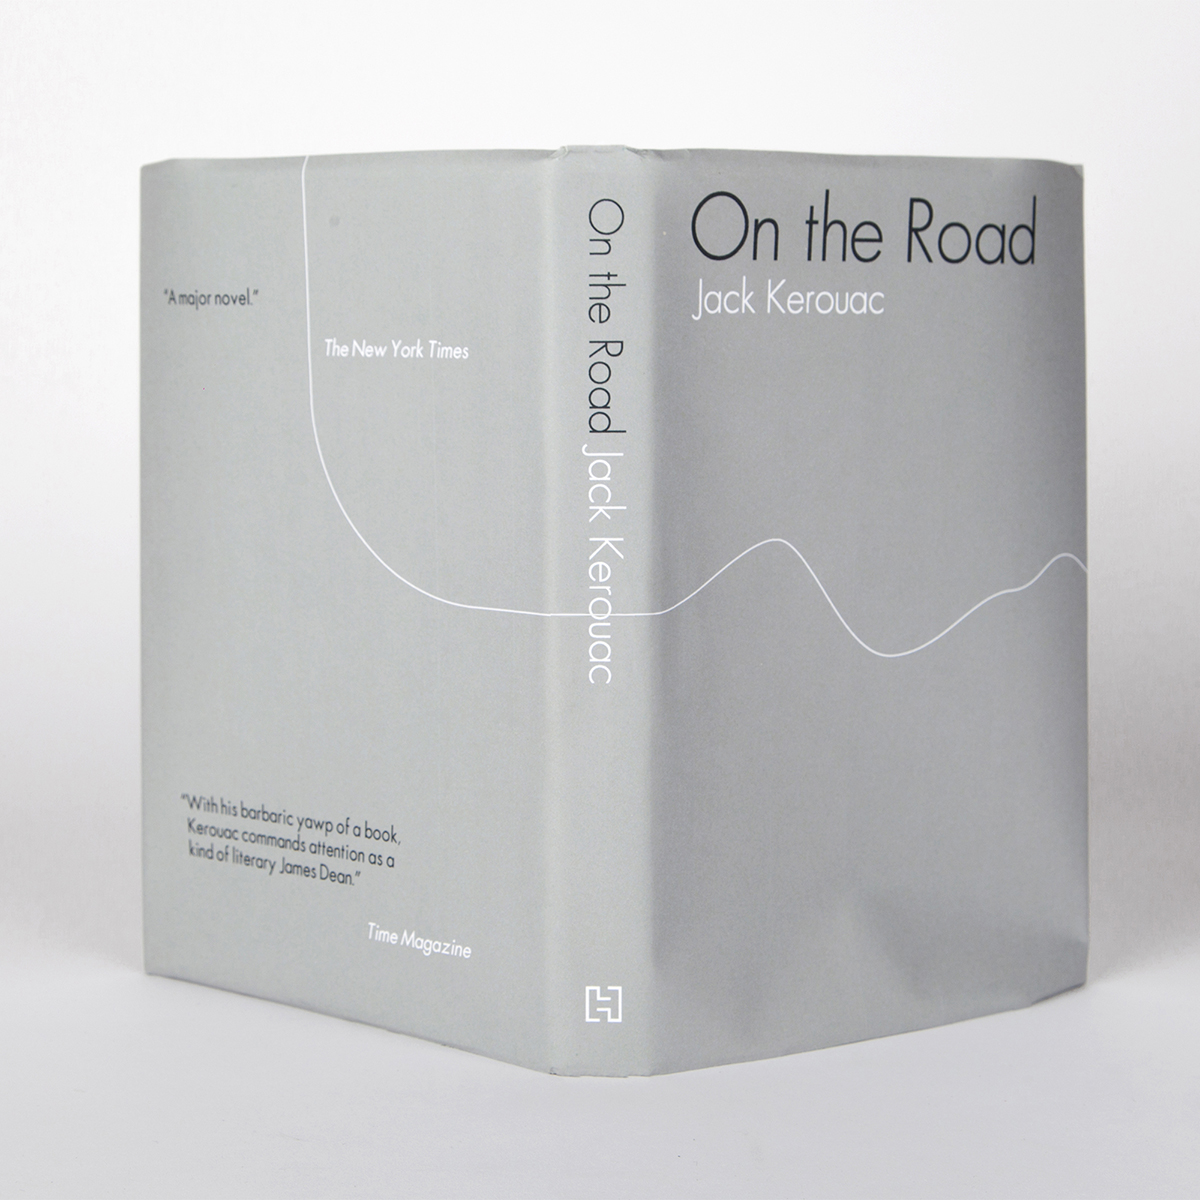 "A major novel."
The New York Times
"With his barbaric yawp of a book,
Kerouac commands attention as a
kind of literary James Dean."
Time Magazine
On the Road Jack Kerouac
H
On the Road
Jack Kerouac